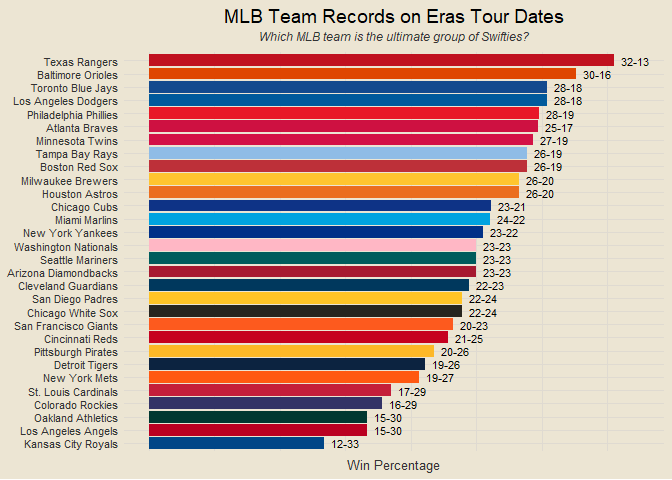 MLB Team Records on Eras Tour Dates
Which MLB team is the ultimate group of Swifties?
Texas Rangers 32-13
Baltimore Orioles 30-16
Toronto Blue Jays 28-18
Los Angeles Dodgers 28-18
Philadelphia Phillies 28-19
Atlanta Braves 25-17
Minnesota Twins 27-19
Tampa Bay Rays 26-19
Boston Red Sox 26-19
Milwaukee Brewers 26-20
Houston Astros 26-20
Chicago Cubs 23-21
Miami Marlins 24-22
New York Yankees 23-22
Washington Nationals 23-23
Seattle Mariners 23-23
Arizona Diamondbacks 23-23
Cleveland Guardians 22-23
San Diego Padres 22-24
Chicago White Sox 22-24
San Francisco Giants 20-23
Cincinnati Reds 21-25
Pittsburgh Pirates 20-26
Detroit Tigers 19-26
New York Mets 19-27
St. Louis Cardinals 17-29
Colorado Rockies 16-29
Oakland Athletics 15-30
Los Angeles Angels 15-30
Kansas City Royals 12-33
Win Percentage